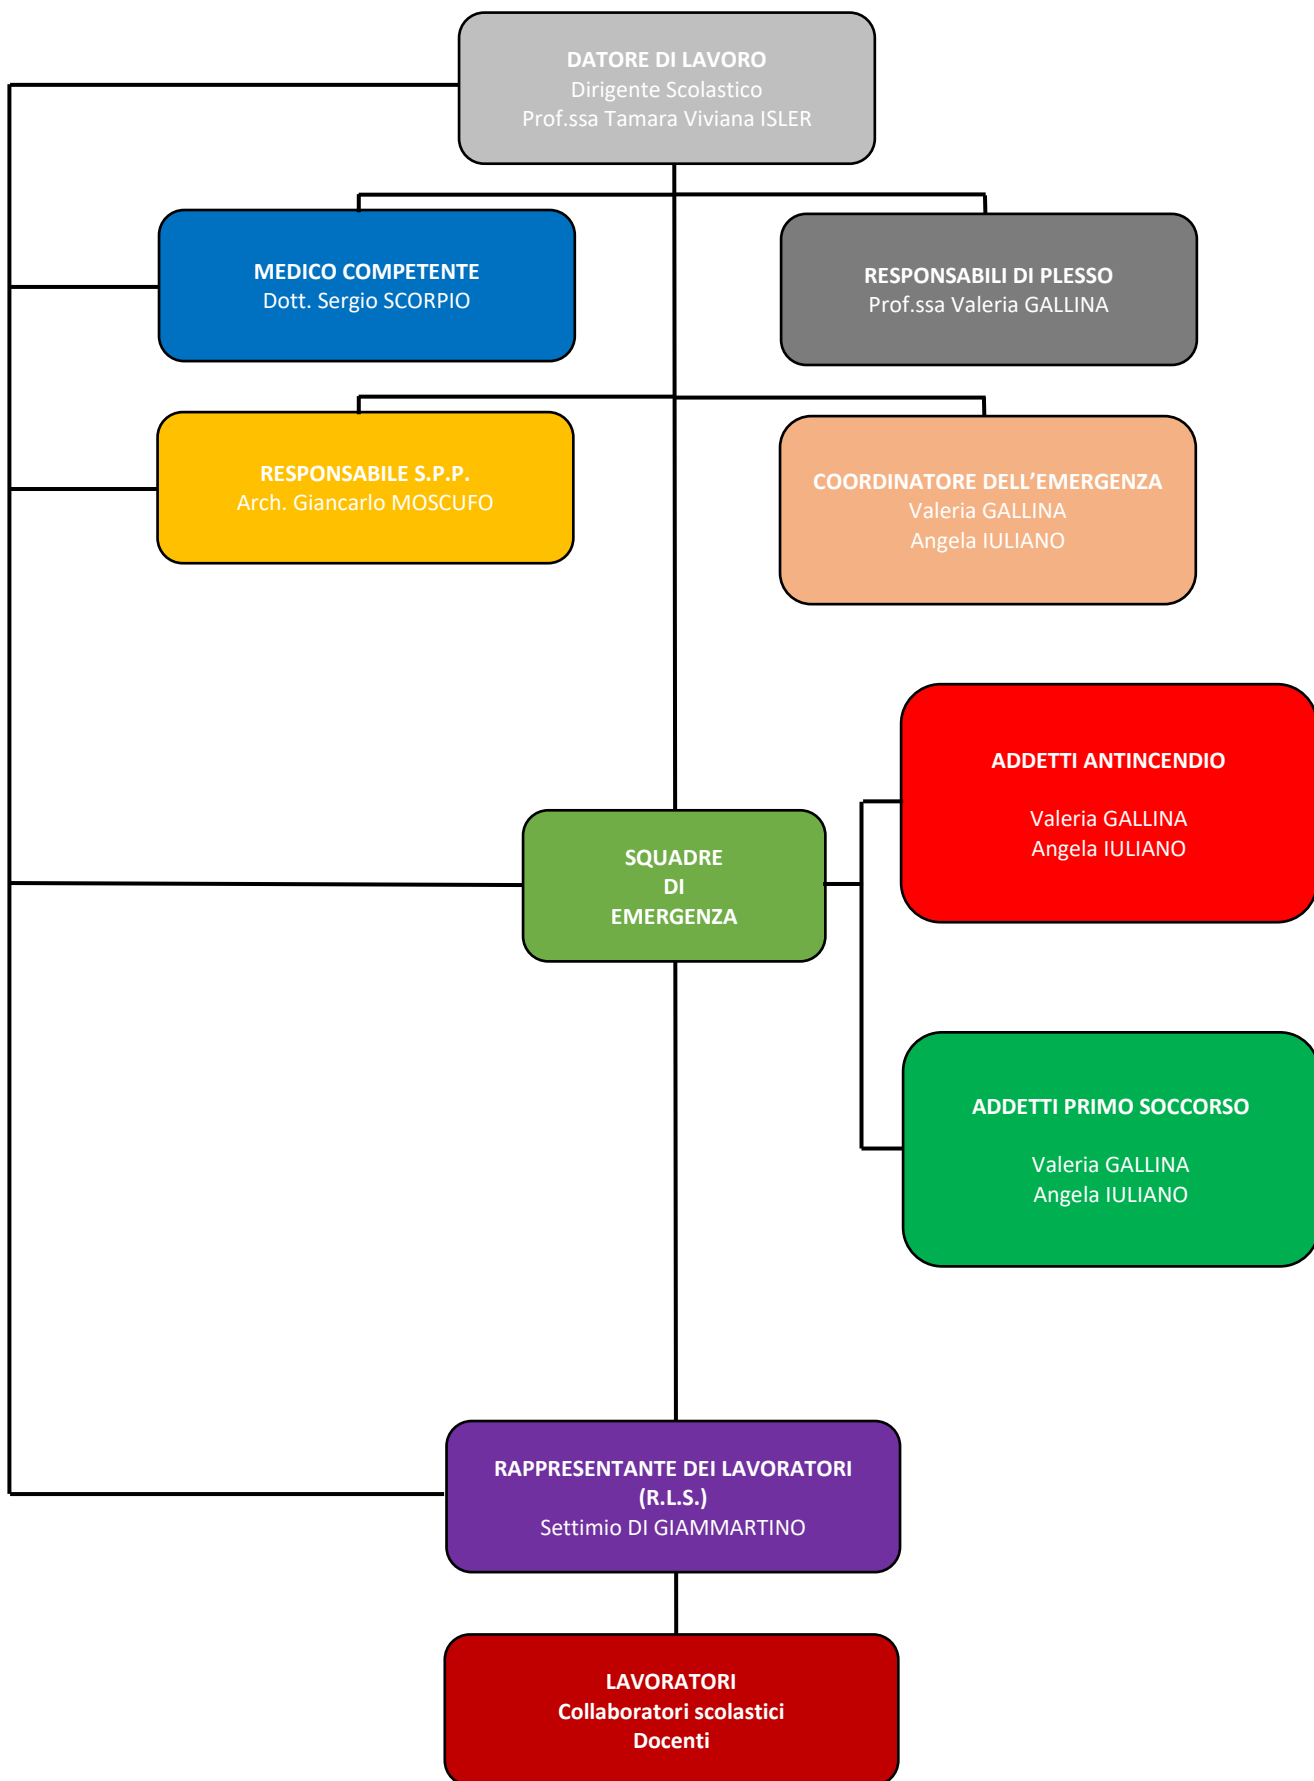 DATORE DI LAVORO
Dirigente Scolastico
Prof.ssa Tamara Viviana ISLER
MEDICO COMPETENTE
Dott. Sergio SCORPIO
RESPONSABILI DI PLESSO
Prof.ssa Valeria GALLINA
RESPONSABILE S.P.P.
Arch. Giancarlo MOSCUFO
COORDINATORE DELL’EMERGENZA
Valeria GALLINA
Angela IULIANO
ADDETTI ANTINCENDIO
Valeria GALLINA
Angela IULIANO
SQUADRE
DI
EMERGENZA
ADDETTI PRIMO SOCCORSO
Valeria GALLINA
Angela IULIANO
RAPPRESENTANTE DEI LAVORATORI
(R.L.S.)
Settimio DI GIAMMARTINO
LAVORATORI
Collaboratori scolastici
Docenti